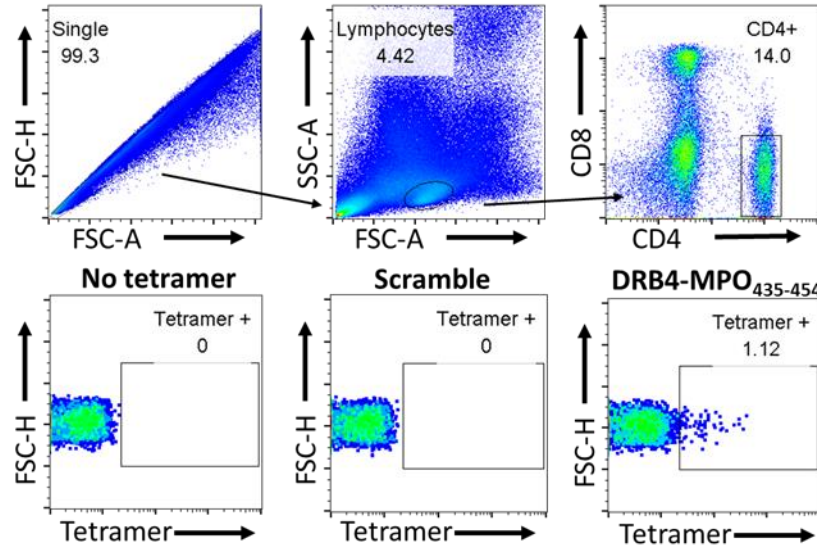 Single
99.3
FSC-H
FSC-A
Lymphocytes
4.42
SSC-A
FSC-A
CD4+
14.0
CD8
CD4
No tetramer
Tetramer +
0
FSC-H
Tetramer
Scramble
Tetramer +
0
FSC-H
Tetramer
DRB4-MPO435-454
Tetramer +
1.12
FSC-H
Tetramer